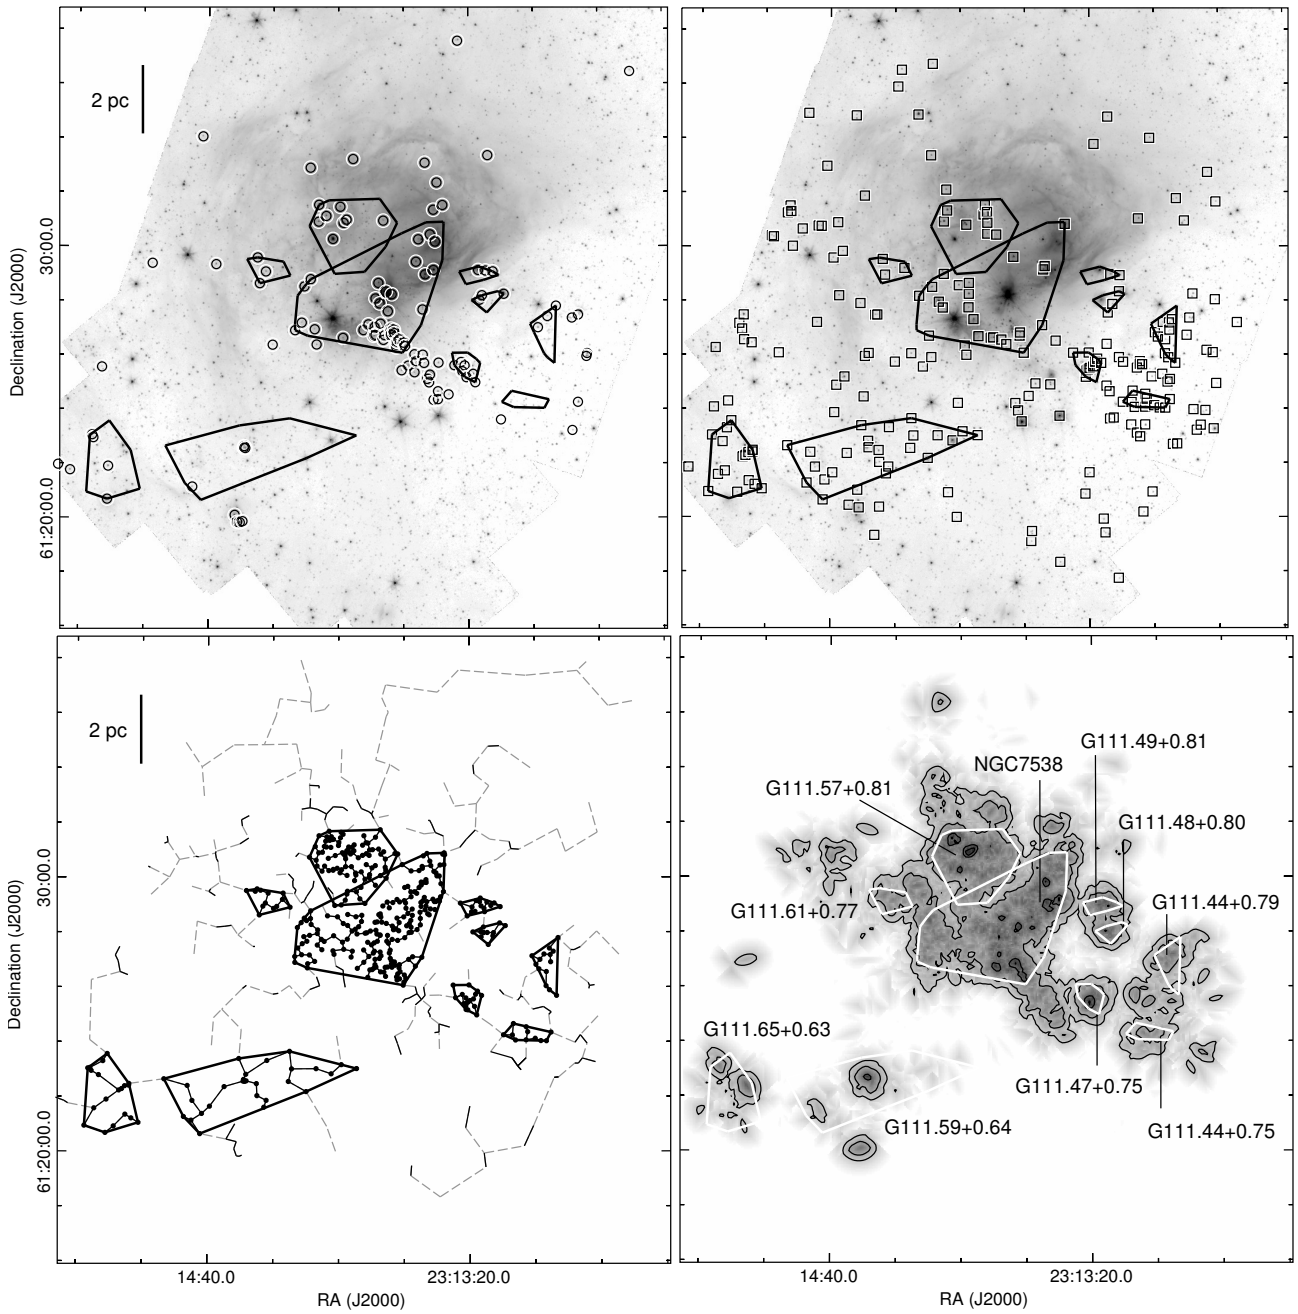 2 pc
Declination (J2000)
30:00.0
61:20:00.0
2 pc
Declination (J2000)
30:00.0
61:20:00.0
14:40.0
23:13:20.0
RA (J2000)
G111.49+0.81
NGC7538
G111.57+0.81
G111.48+0.80
G111.44+0.79
G111.61+0.77
G111.65+0.63
G111.47+0.75
G111.59+0.64
G111.44+0.75
14:40.0
23:13:20.0
RA (J2000)